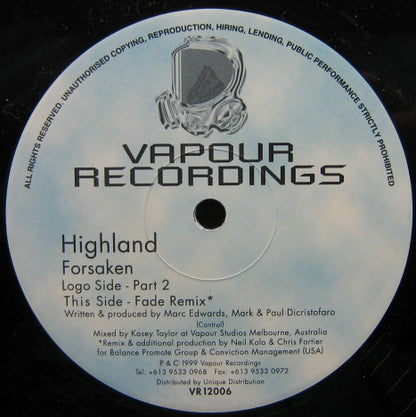 ALL RIGHTS RESERVED. UNAUTHORISED COPYING, REPRODUCTION, HIRING, LENDING, PUBLIC PERFORMANCE STRICTLY PROHIBITED
VAPOUR
RECORDINGS
Highland
Forsaken
Logo Side - Part 2
This Side - Fade Remix*
Written & produced by Marc Edwards, Mark & Paul Dicristofaro
(Control)
Mixed by Kasey Taylor at Vapour Studios Melbourne, Australia
*Remix & additional production by Neil Kolo & Chris Fortier
for Balance Promote Group & Conviction Management (USA)
P & C 1999 Vapour Recordings
Tel: +613 9533 0968 Fax: +613 9533 0972
Distributed by Unique Distribution
VR12006